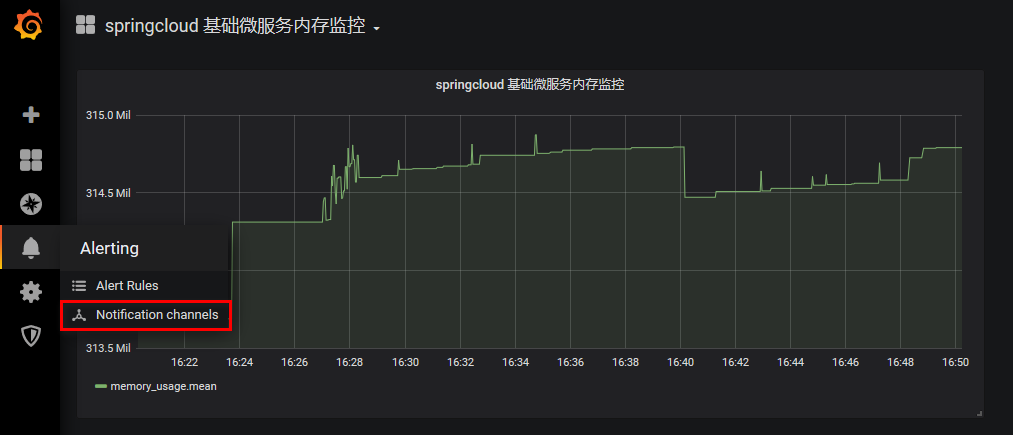 springcloud 基础微服务内存监控
springcloud 基础微服务内存监控
315.0 Mil
314.5 Mil
Alerting
Alert Rules
Notification channels
313.5 Mil
16:22 16:24 16:26 16:28 16:30 16:32 16:34 16:36 16:38 16:40 16:42 16:44 16:46 16:48 16:50
memory_usage.mean